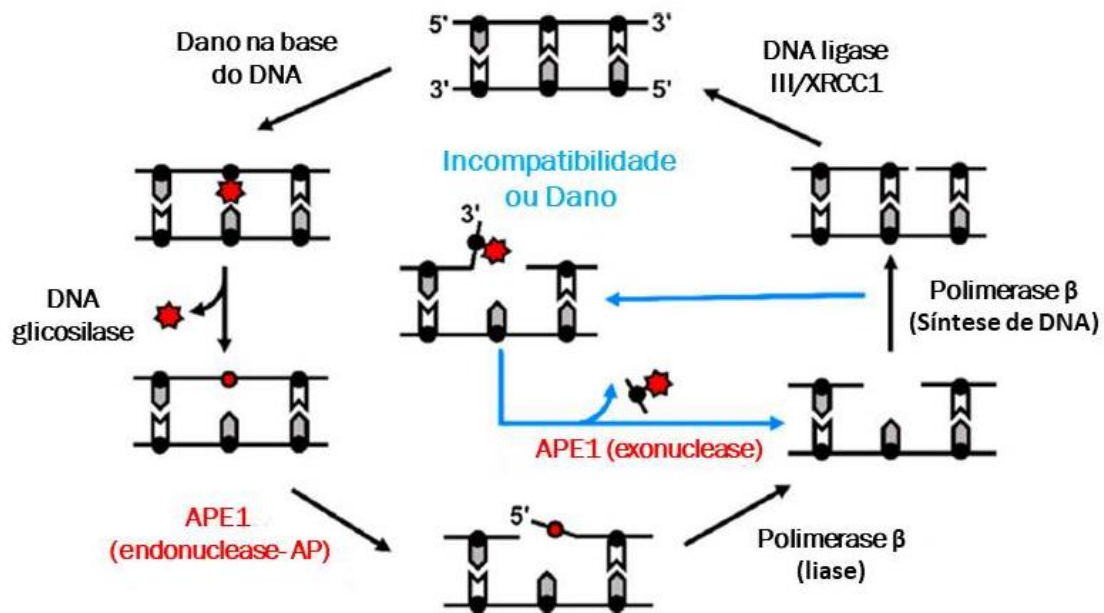 5' 3'
3' 5'
Dano na base
do DNA
DNA ligase
III/XRCC1
Incompatibilidade
ou Dano
3'
DNA
glicosilase
Polimerase β
(Síntese de DNA)
APE1 (exonuclease)
APE1
(endonuclease- AP)
5'
Polimerase β
(liase)